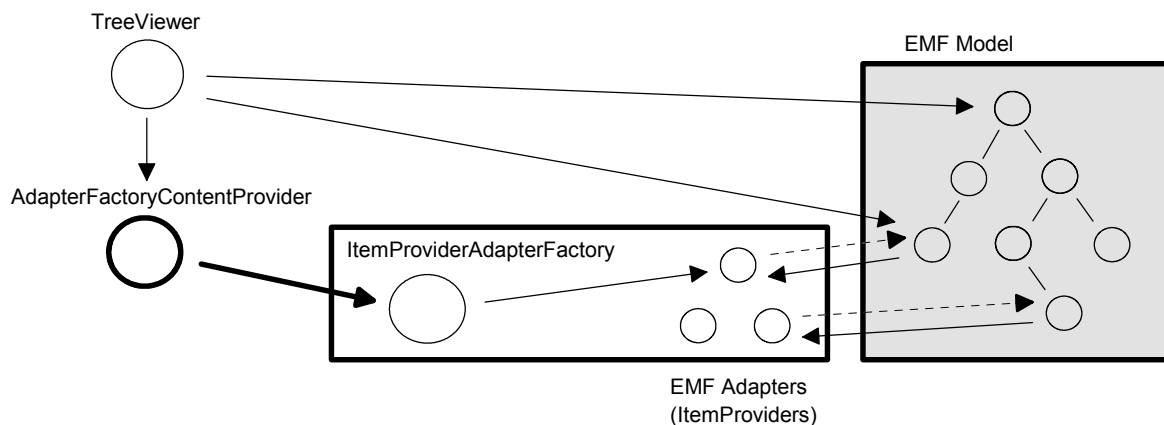 TreeViewer
EMF Model
AdapterFactoryContentProvider
ItemProviderAdapterFactory
EMF Adapters
(ItemProviders)